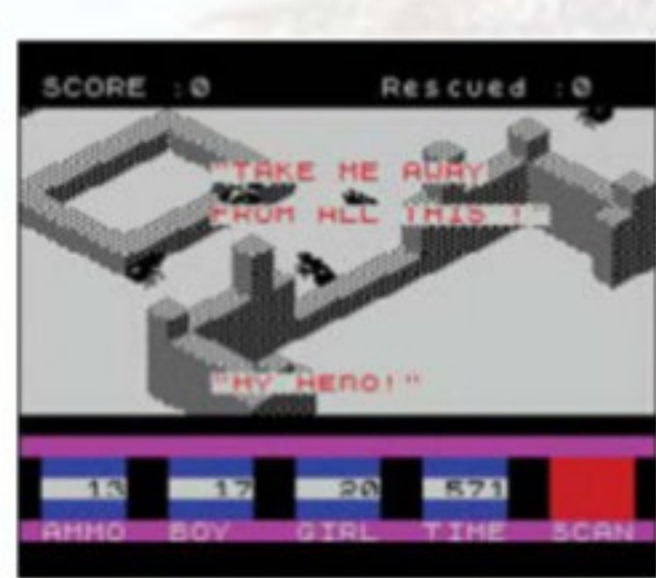 SCORE :0 Rescued :0
"TAKE ME AWAY
FROM ALL THIS !"
"MY HERO!"
13 17 20 571
AMMO BOY GIRL TIME SCAN